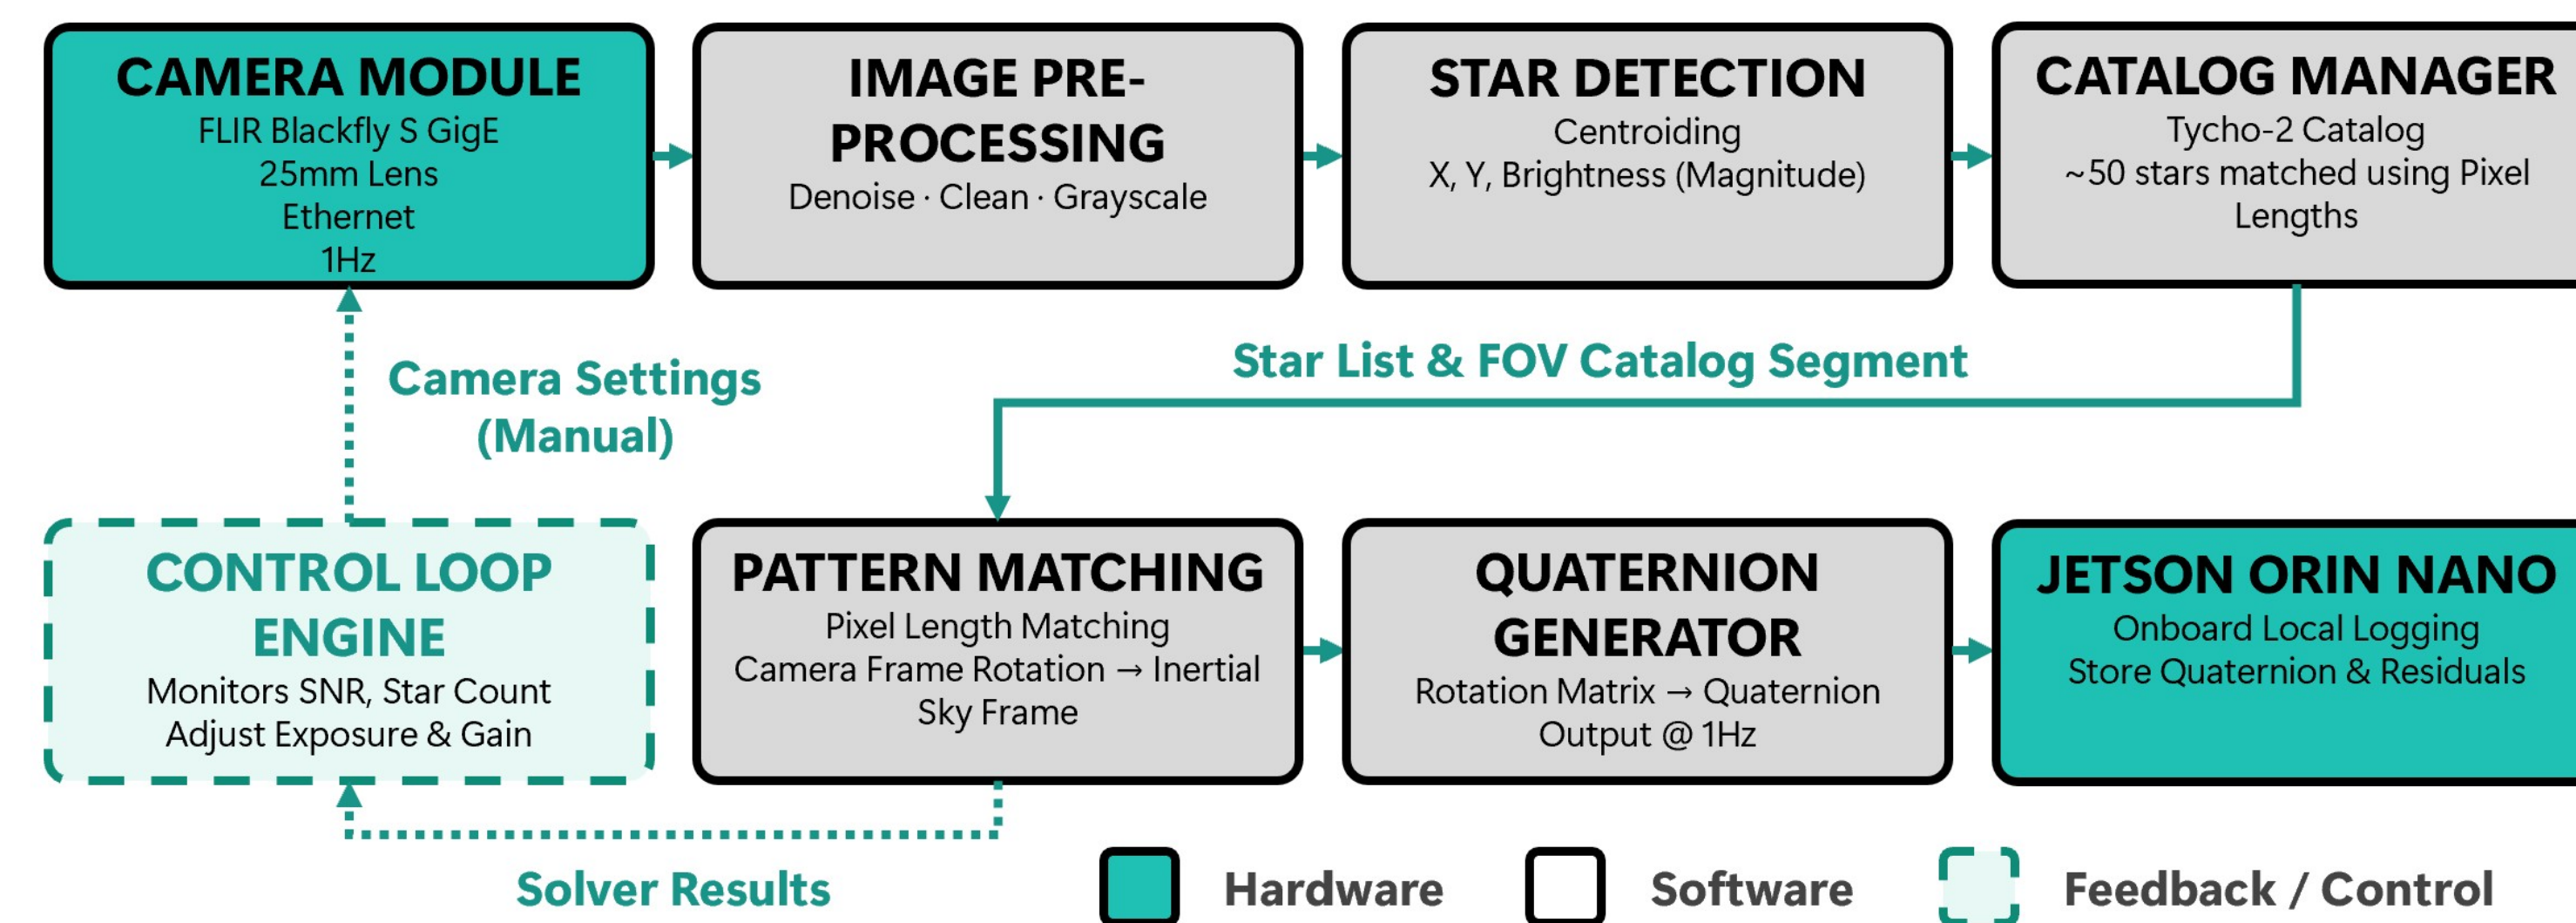 CAMERA MODULE
FLIR Blackfly S GigE
25mm Lens
Ethernet
1Hz
IMAGE PRE-
PROCESSING
Denoise · Clean · Grayscale
STAR DETECTION
Centroiding
X, Y, Brightness (Magnitude)
CATALOG MANAGER
Tycho-2 Catalog
~50 stars matched using Pixel
Lengths
Camera Settings
(Manual)
Star List & FOV Catalog Segment
CONTROL LOOP
ENGINE
Monitors SNR, Star Count
Adjust Exposure & Gain
PATTERN MATCHING
Pixel Length Matching
Camera Frame Rotation → Inertial
Sky Frame
QUATERNION
GENERATOR
Rotation Matrix → Quaternion
Output @ 1Hz
JETSON ORIN NANO
Onboard Local Logging
Store Quaternion & Residuals
Solver Results
Hardware
Software
Feedback / Control